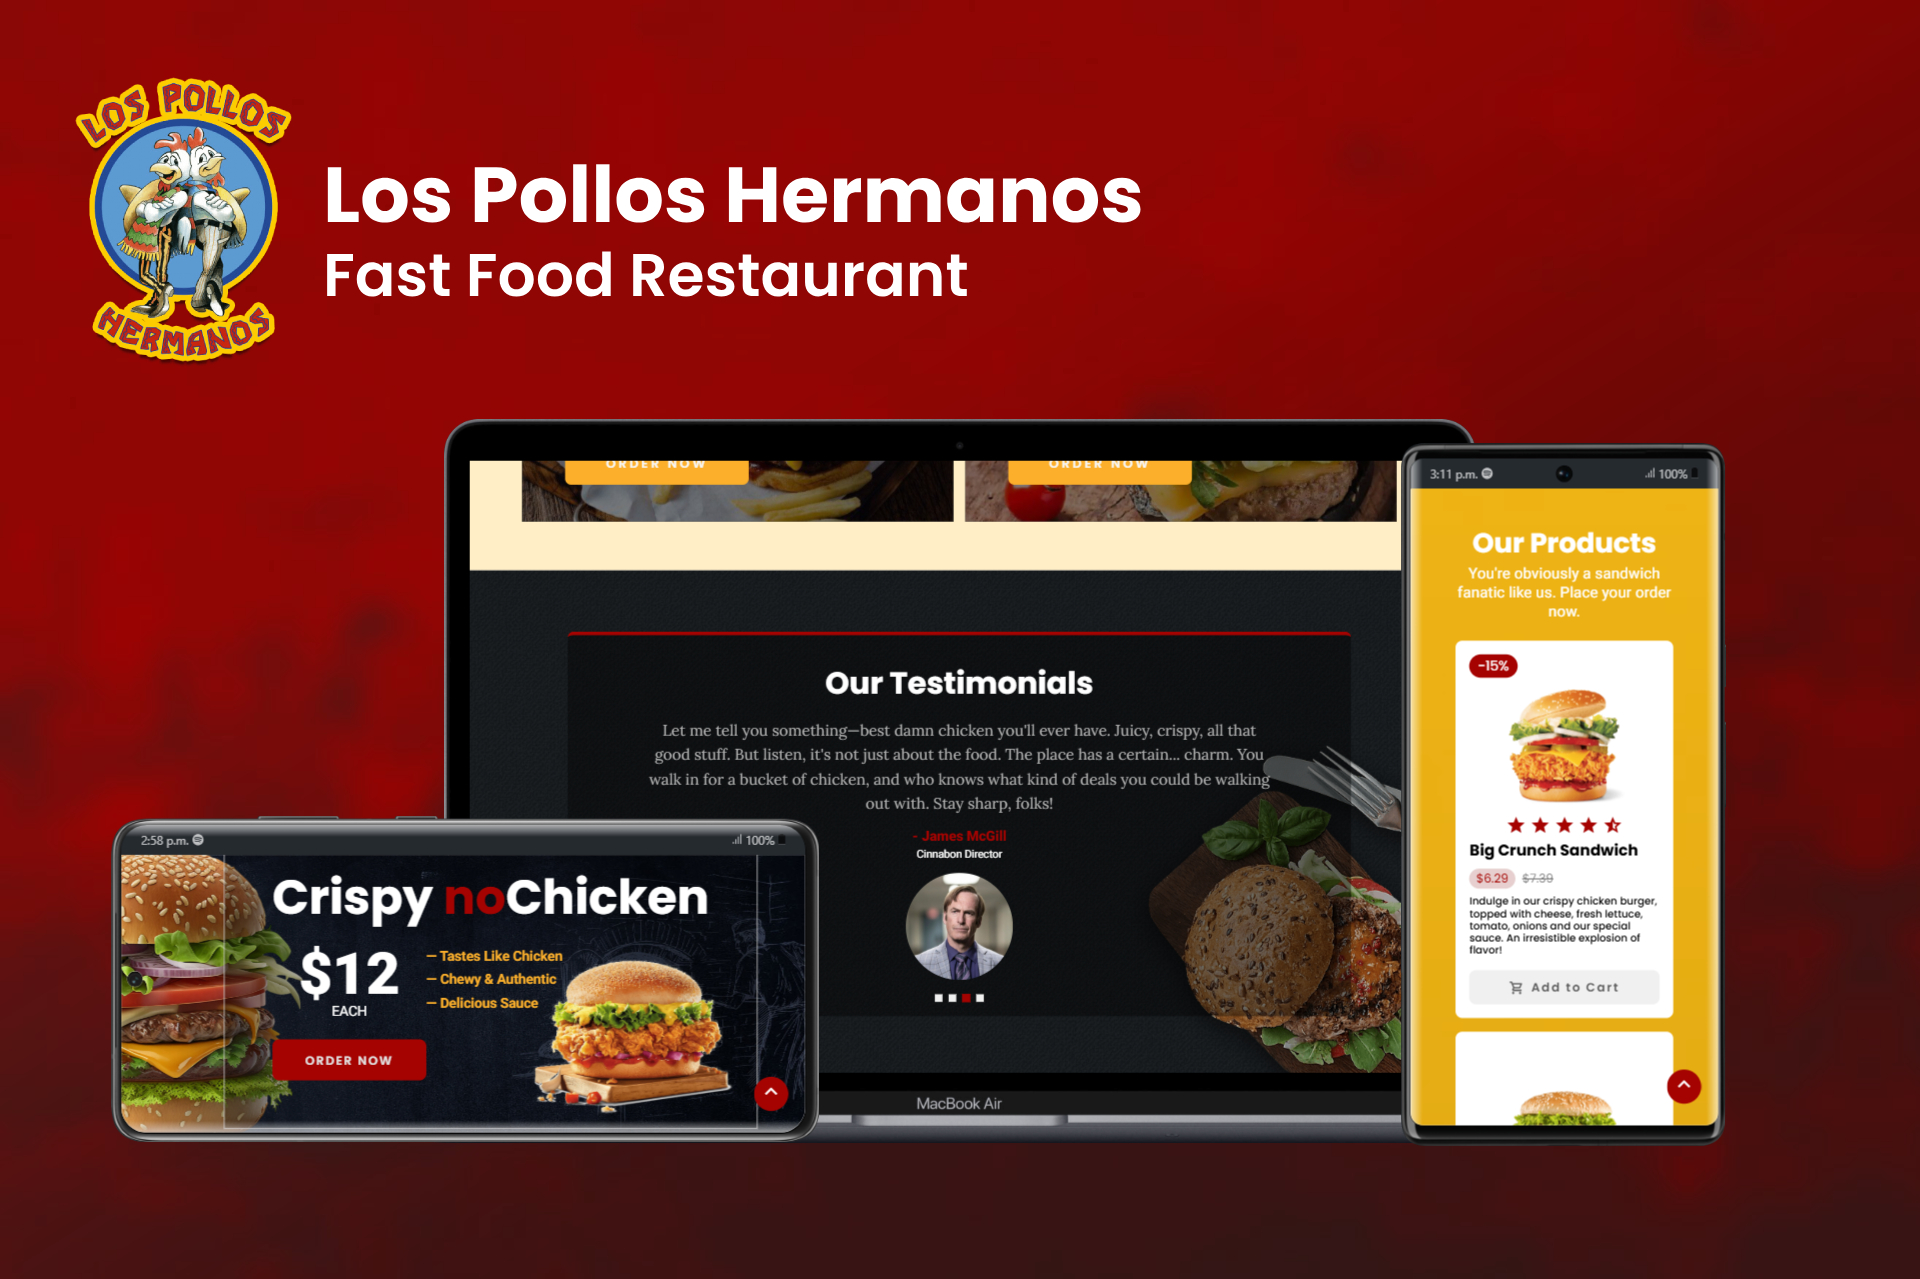 LOS POLLOS
HERMANOS
Los Pollos Hermanos
Fast Food Restaurant
ORDER NOW
ORDER NOW
Our Testimonials
Let me tell you something—best damn chicken you'll ever have. Juicy, crispy, all that
good stuff. But listen, it's not just about the food. The place has a certain... charm. You
walk in for a bucket of chicken, and who knows what kind of deals you could be walking
out with. Stay sharp, folks!
- James McGill
Cinnabon Director
MacBook Air
2:58 p.m.
100%
Crispy noChicken
$12
EACH
– Tastes Like Chicken
– Chewy & Authentic
– Delicious Sauce
ORDER NOW
3:11 p.m.
100%
Our Products
You're obviously a sandwich
fanatic like us. Place your order
now.
-15%
Big Crunch Sandwich
$6.29 $7.39
Indulge in our crispy chicken burger,
topped with cheese, fresh lettuce,
tomato, onions and our special
sauce. An irresistible explosion of
flavor!
Add to Cart